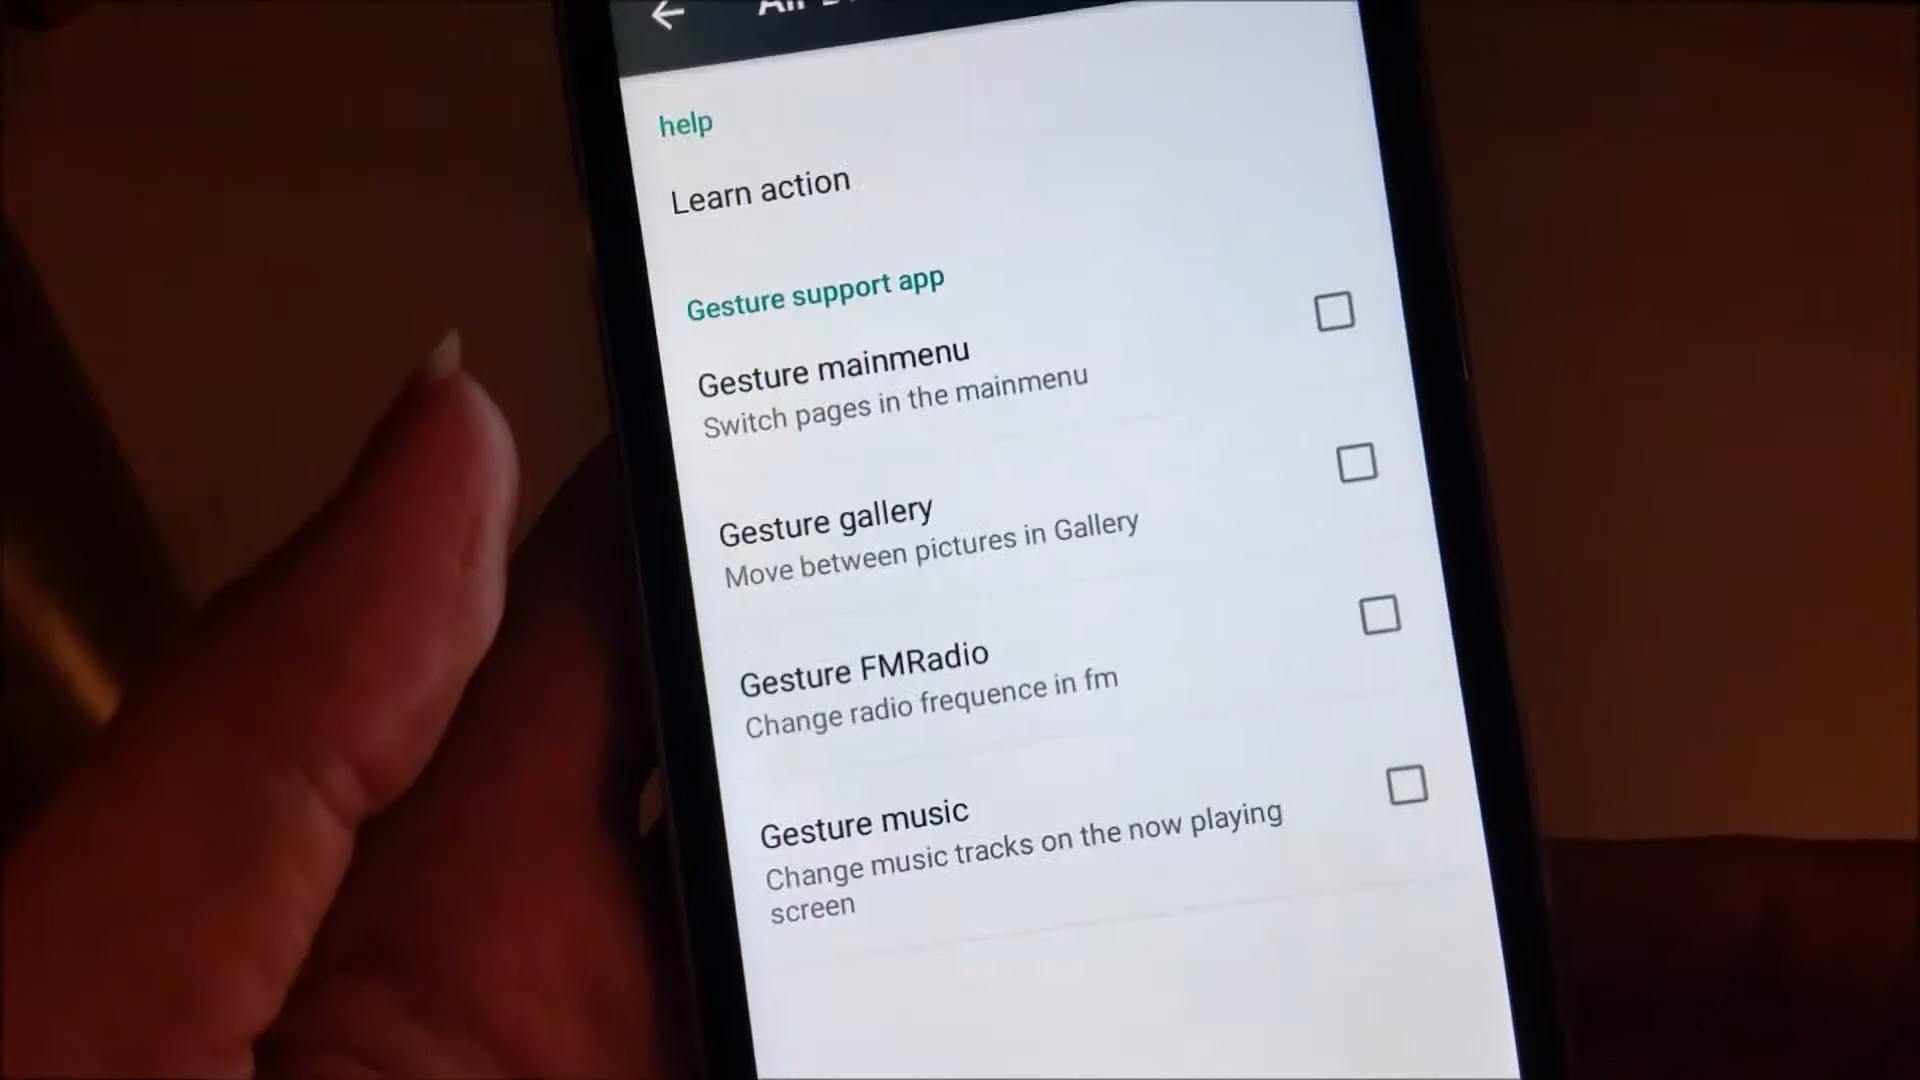 help
Learn action
Gesture support app
Gesture mainmenu
Switch pages in the mainmenu
Gesture gallery
Move between pictures in Gallery
Gesture FMRadio
Change radio frequence in fm
Gesture music
Change music tracks on the now playing
screen